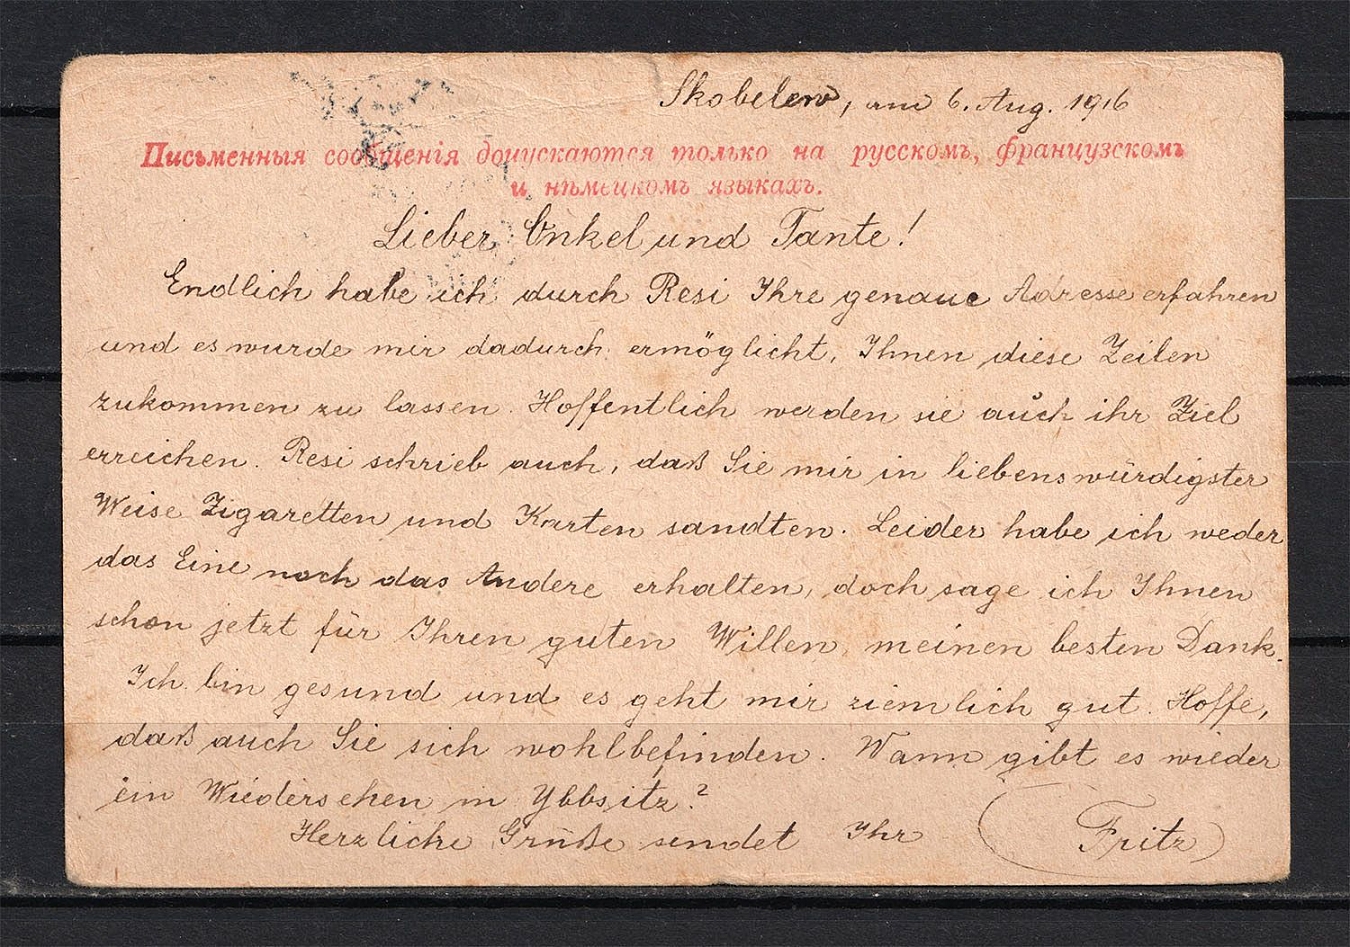 Skobelew, am 6. Aug. 1916
Письменныя сообщенія допускаются только на русскомъ, французскомъ
и нѣмецкомъ языкахъ.
Lieber Onkel und Tante!
Endlich habe ich durch Resi Ihre genaue Adresse erfahren
und es wurde mir dadurch ermöglicht, Ihnen diese Zeilen
zukommen zu lassen. Hoffentlich werden sie auch ihr Ziel
erreichen. Resi schrieb auch, daß Sie mir in liebenswürdigster
Weise Zigaretten und Karten sandten. Leider habe ich weder
das Eine noch das Andere erhalten, doch sage ich Ihnen
schon jetzt für Ihren guten Willen meinen besten Dank.
Ich bin gesund und es geht mir ziemlich gut. Hoffe,
daß auch Sie sich wohlbefinden. Wann gibt es wieder
ein Wiedersehen in Ybbsitz?
Herzliche Grüße sendet Ihr Fritz